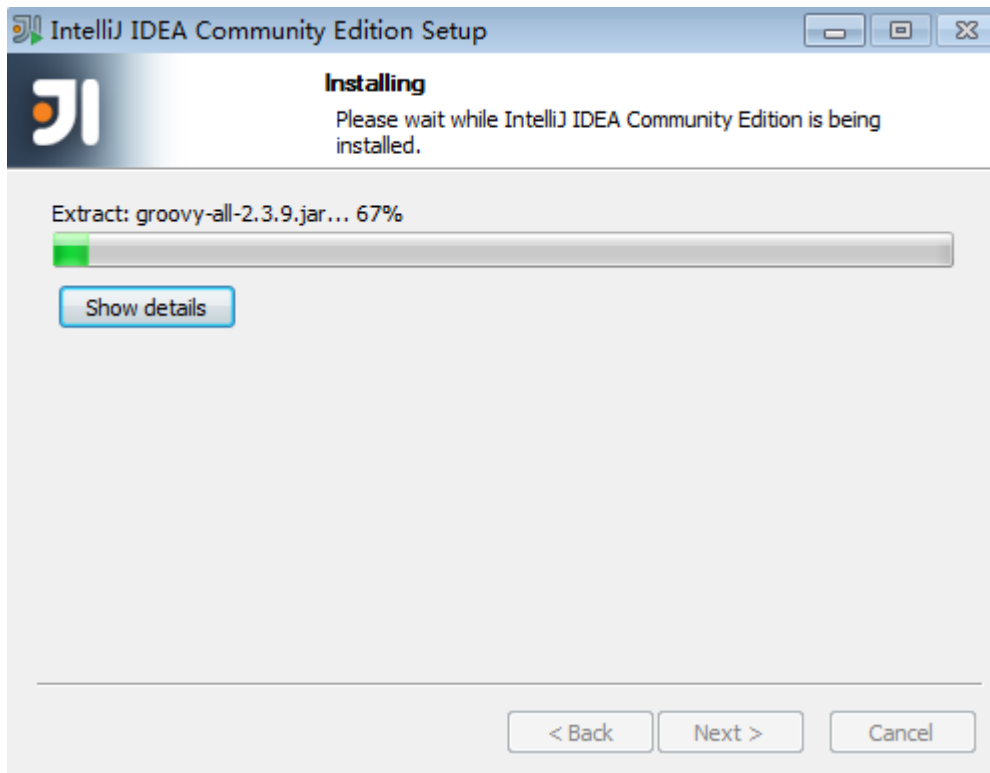 IntelliJ IDEA Community Edition Setup
Installing
Please wait while IntelliJ IDEA Community Edition is being
installed.
Extract: groovy-all-2.3.9.jar... 67%
Show details
< Back Next > Cancel